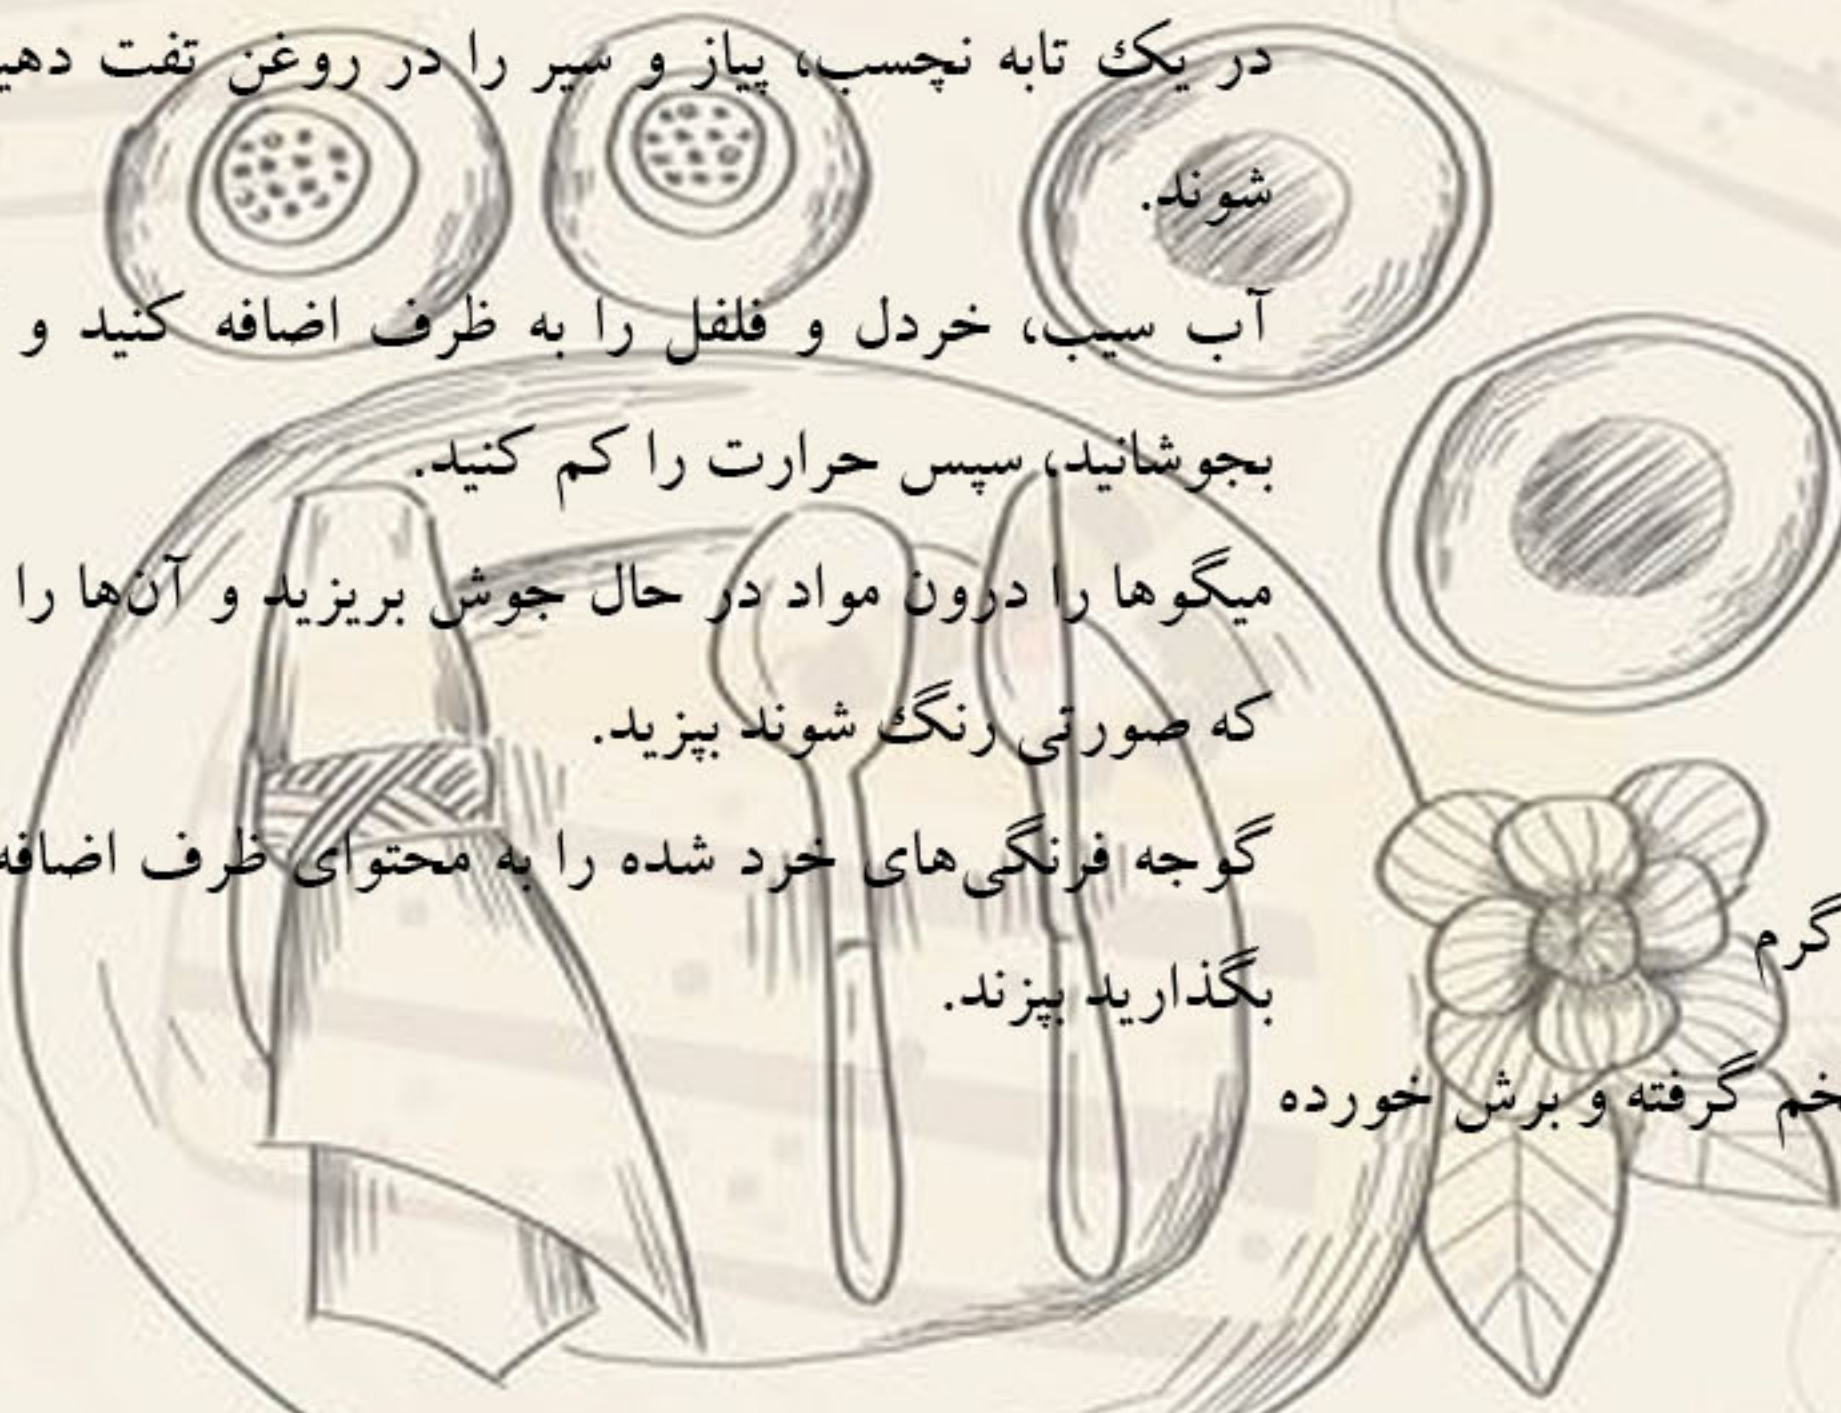 در یک تابه نچسب، پیاز و سیر را در روغن تفت
شوند.
آب سیب، خردل و فلفل را به ظرف اضافه کنید و
بجوشانید، سپس حرارت را کم کنید.
میگوها را درون مواد در حال جوش بریزید و آن‌ها را
که صورتی رنگ شوند بپزید.
گوجه فرنگی‌های خرد شده را به محتوای ظرف اضافه
گرم
بگذارید بپزند.
خم گرفته و برش خورده